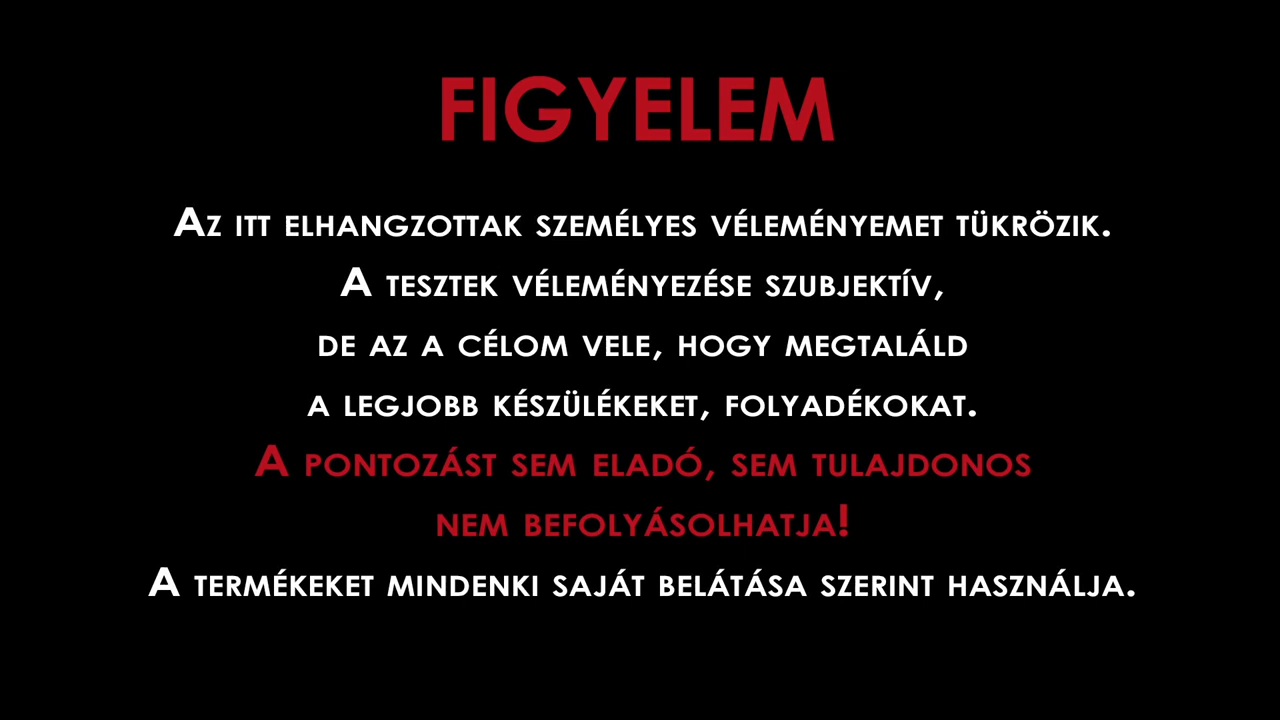 FIGYELEM
Az itt elhangzottak személyes véleményemet tükrözik.
A tesztek véleményezése szubjektív,
de az a célom vele, hogy megtaláld
a legjobb készülékeket, folyadékokat.
A pontozást sem eladó, sem tulajdonos
nem befolyásolhatja!
A termékeket mindenki saját belátása szerint használja.